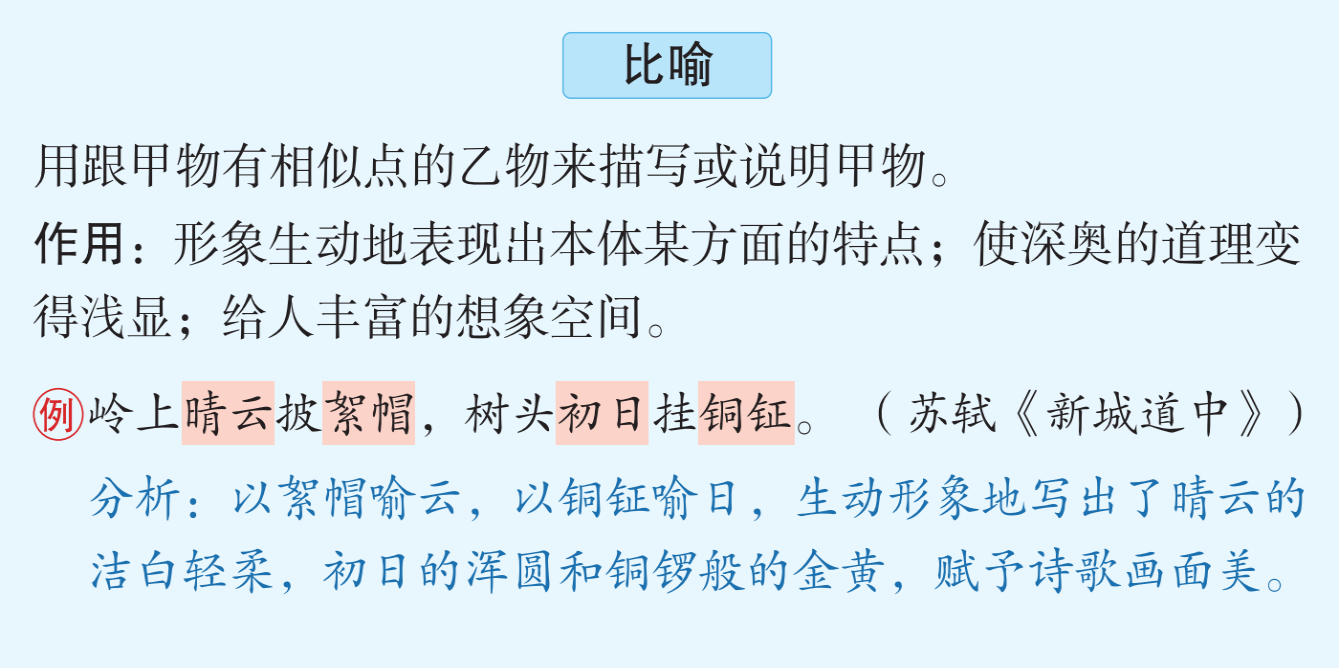 比喻
用跟甲物有相似点的乙物来描写或说明甲物。
作用：形象生动地表现出本体某方面的特点；使深奥的道理变
得浅显；给人丰富的想象空间。
例 岭上晴云披絮帽，树头初日挂铜钲。（苏轼《新城道中》）
分析：以絮帽喻云，以铜钲喻日，生动形象地写出了晴云的
洁白轻柔，初日的浑圆和铜锣般的金黄，赋予诗歌画面美。